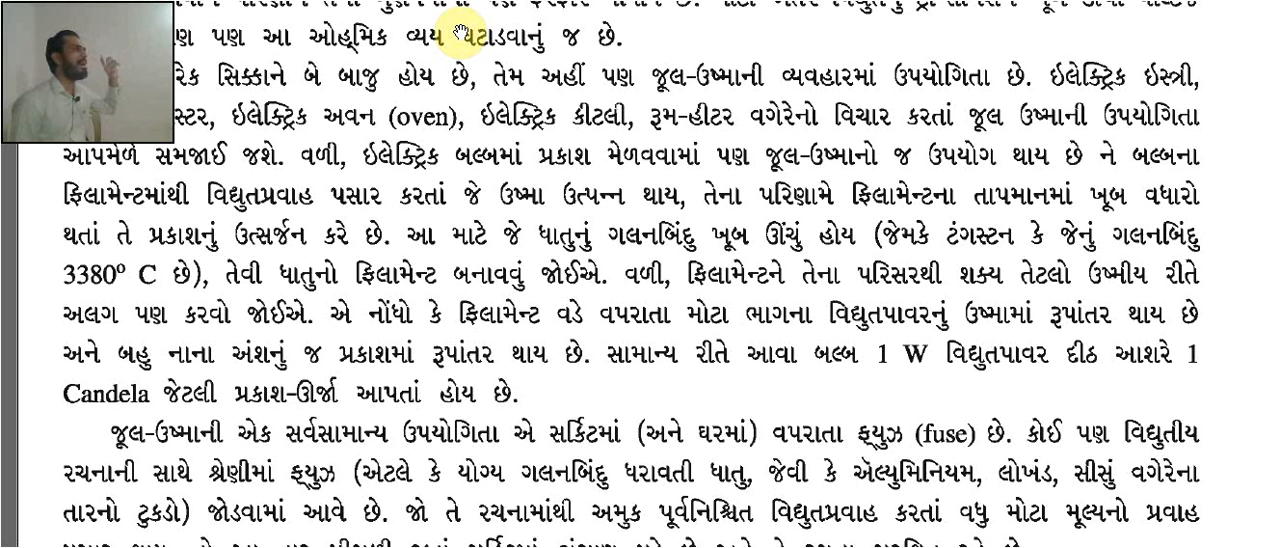 પણ આ ઓહ્મિક વ્યય ઘટાડવાનું જ છે.
સિક્કાને બે બાજુ હોય છે, તેમ અહીં પણ જૂલ-ઉષ્માની વ્યવહારમાં ઉપયોગિતા છે. ઇલેક્ટ્રિક ઇસ્ત્રી,
ઇલેક્ટ્રિક અવન (oven), ઇલેક્ટ્રિક કીટલી, રૂમ-હીટર વગેરેનો વિચાર કરતાં જૂલ ઉષ્માની ઉપયોગિતા
આપમેળે સમજાઈ જશે. વળી, ઇલેક્ટ્રિક બલ્બમાં પ્રકાશ મેળવવામાં પણ જૂલ-ઉષ્માનો જ ઉપયોગ થાય છે ને બલ્બના
ફિલામેન્ટમાંથી વિદ્યુતપ્રવાહ પસાર કરતાં જે ઉષ્મા ઉત્પન્ન થાય, તેના પરિણામે ફિલામેન્ટના તાપમાનમાં ખૂબ વધારો
થતાં તે પ્રકાશનું ઉત્સર્જન કરે છે. આ માટે જે ધાતુનું ગલનબિંદુ ખૂબ ઊંચું હોય (જેમકે ટંગસ્ટન કે જેનું ગલનબિંદુ
3380⁰ C છે), તેવી ધાતુનો ફિલામેન્ટ બનાવવું જોઈએ. વળી, ફિલામેન્ટને તેના પરિસરથી શક્ય તેટલો ઉષ્મીય રીતે
અલગ પણ કરવો જોઈએ. એ નોંધો કે ફિલામેન્ટ વડે વપરાતા મોટા ભાગના વિદ્યુતપાવરનું ઉષ્મામાં રૂપાંતર થાય છે
અને બહુ નાના અંશનું જ પ્રકાશમાં રૂપાંતર થાય છે. સામાન્ય રીતે આવા બલ્બ 1 W વિદ્યુતપાવર દીઠ આશરે 1
Candela જેટલી પ્રકાશ-ઊર્જા આપતાં હોય છે.
જૂલ-ઉષ્માની એક સર્વસામાન્ય ઉપયોગિતા એ સર્કિટમાં (અને ઘરમાં) વપરાતા ફ્યુઝ (fuse) છે. કોઈ પણ વિદ્યુતીય
રચનાની સાથે શ્રેણીમાં ફ્યુઝ (એટલે કે યોગ્ય ગલનબિંદુ ધરાવતી ધાતુ, જેવી કે ઍલ્યુમિનિયમ, લોખંડ, સીસું વગેરેના
તારનો ટુકડો) જોડવામાં આવે છે. જો તે રચનામાંથી અમુક પૂર્વનિશ્ચિત વિદ્યુતપ્રવાહ કરતાં વધુ મોટા મૂલ્યનો પ્રવાહ